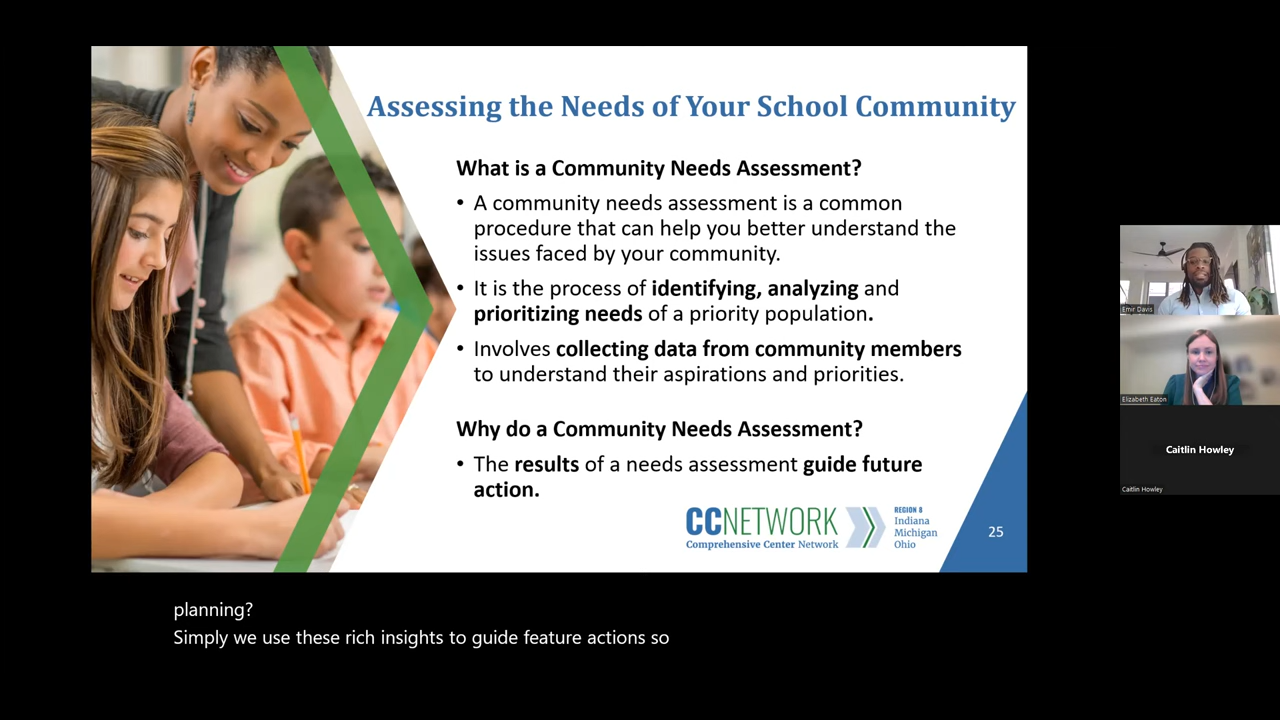 Assessing the Needs of Your School Community
What is a Community Needs Assessment?
• A community needs assessment is a common
procedure that can help you better understand the
issues faced by your community.
• It is the process of identifying, analyzing and
prioritizing needs of a priority population.
• Involves collecting data from community members
to understand their aspirations and priorities.
Why do a Community Needs Assessment?
• The results of a needs assessment guide future
action.
CCNETWORK
Comprehensive Center Network
REGION 8
Indiana
Michigan
Ohio
25
Emir Davis
Elizabeth Eaton
Caitlin Howley
Caitlin Howley
planning?
Simply we use these rich insights to guide feature actions so